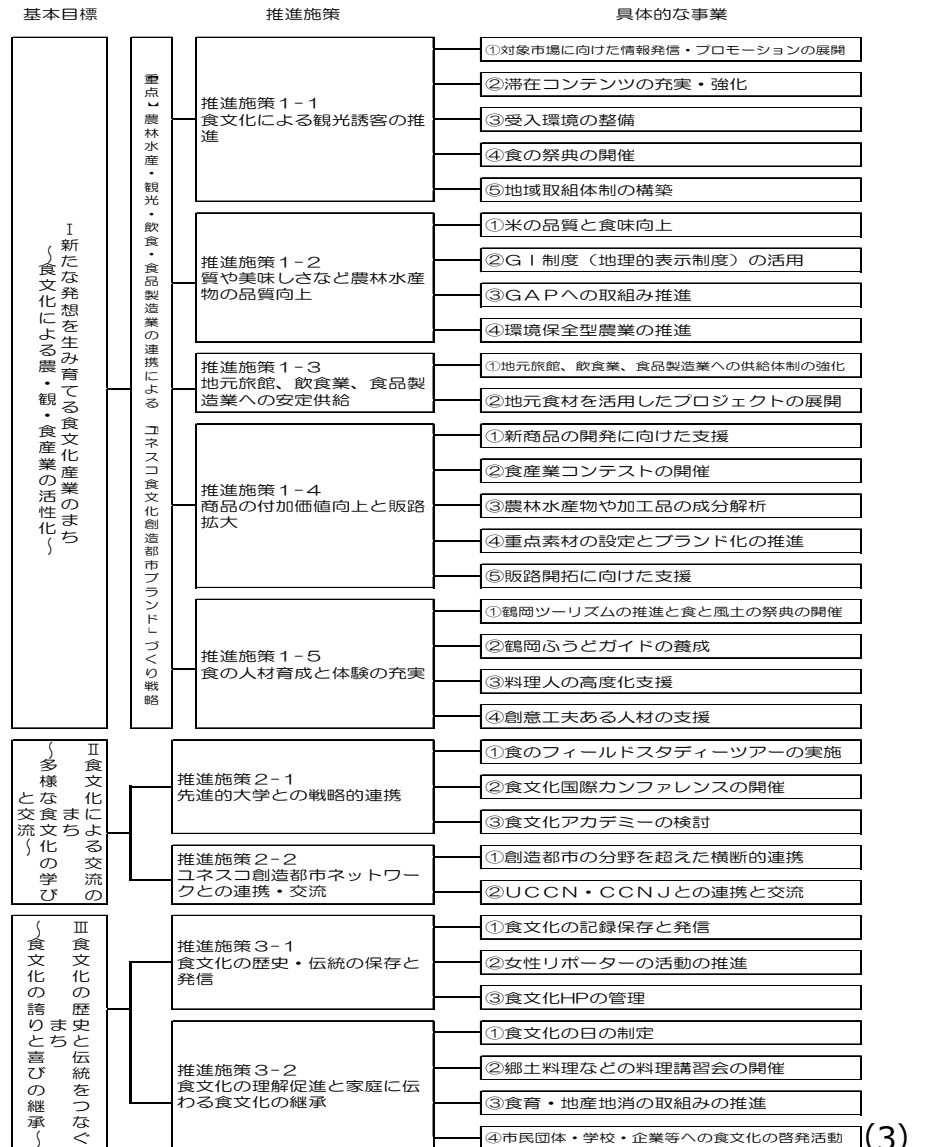 基本目標
推進施策
具体的な事業
Ⅰ新たな発想を生み育てる食文化産業のまち
~食文化による農・観・食産業の活性化~
農林水産・観光・飲食・食品製造業の連携による
ユネスコ食文化創造都市ブランド」づくり戦略
推進施策1-1
食文化による観光誘客の推
進
①対象市場に向けた情報発信・プロモーションの展開
②滞在コンテンツの充実・強化
③受入環境の整備
④食の祭典の開催
⑤地域取組体制の構築
推進施策1-2
質や美味しさなど農林水産
物の品質向上
①米の品質と食味向上
②GI制度(地理的表示制度)の活用
③GAPへの取組み推進
④環境保全型農業の推進
推進施策1-3
地元旅館、飲食業、食品製
造業への安定供給
①地元旅館、飲食業、食品製造業への供給体制の強化
②地元食材を活用したプロジェクトの展開
推進施策1-4
商品の付加価値向上と販路
拡大
①新商品の開発に向けた支援
②食産業コンテストの開催
③農林水産物や加工品の成分解析
④重点素材の設定とブランド化の推進
⑤販路開拓に向けた支援
推進施策1-5
食の人材育成と体験の充実
①鶴岡ツーリズムの推進と食と風土の祭典の開催
②鶴岡ふうどガイドの養成
③料理人の高度化支援
④創意工夫ある人材の支援
Ⅱ食文化による交流の
まち
~多様な食文化の学び
と交流~
推進施策2-1
先進的大学との戦略的連携
①食のフィールドスタディーツアーの実施
②食文化国際カンファレンスの開催
③食文化アカデミーの検討
推進施策2-2
ユネスコ創造都市ネットワー
クとの連携・交流
①創造都市の分野を超えた横断的連携
②UCCN・CCNJとの連携と交流
Ⅲ食文化の歴史と伝統をつなぐ
まち
~食文化の誇りと喜びの継承~
推進施策3-1
食文化の歴史・伝統の保存と
発信
①食文化の記録保存と発信
②女性リポーターの活動の推進
③食文化HPの管理
推進施策3-2
食文化の理解促進と家庭に伝
わる食文化の継承
①食文化の日の制定
②郷土料理などの料理講習会の開催
③食育・地産地消の取組みの推進
④市民団体・学校・企業等への食文化の啓発活動
(3)